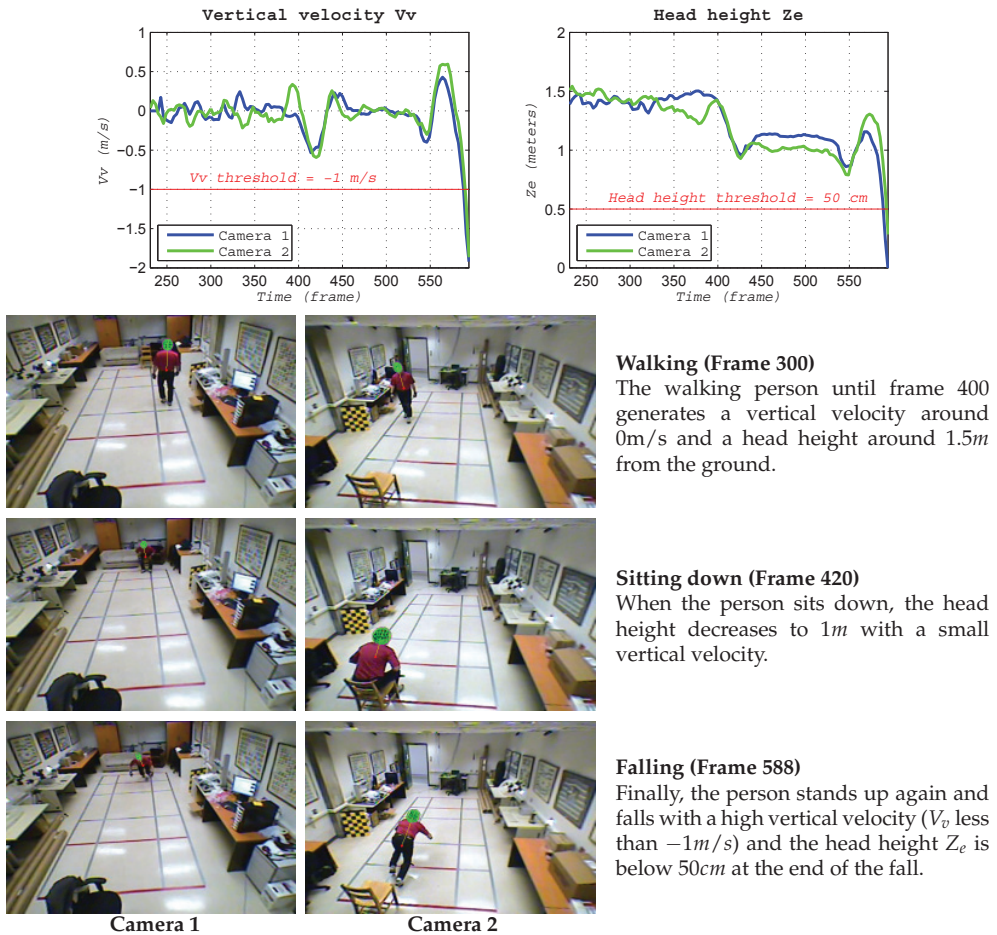 Vertical velocity Vv
1
0.5
0
−0.5
−1
−1.5
−2
Vv (m/s)
Vv threshold = -1 m/s
Camera 1
Camera 2
250 300 350 400 450 500 550
Time (frame)
Head height Ze
2
1.5
1
0.5
0
Ze (meters)
Head height threshold = 50 cm
Camera 1
Camera 2
250 300 350 400 450 500 550
Time (frame)
Walking (Frame 300)
The walking person until frame 400
generates a vertical velocity around
0m/s and a head height around 1.5m
from the ground.
Sitting down (Frame 420)
When the person sits down, the head
height decreases to 1m with a small
vertical velocity.
Falling (Frame 588)
Finally, the person stands up again and
falls with a high vertical velocity (Vv less
than −1m/s) and the head height Ze is
below 50cm at the end of the fall.
Camera 1 Camera 2